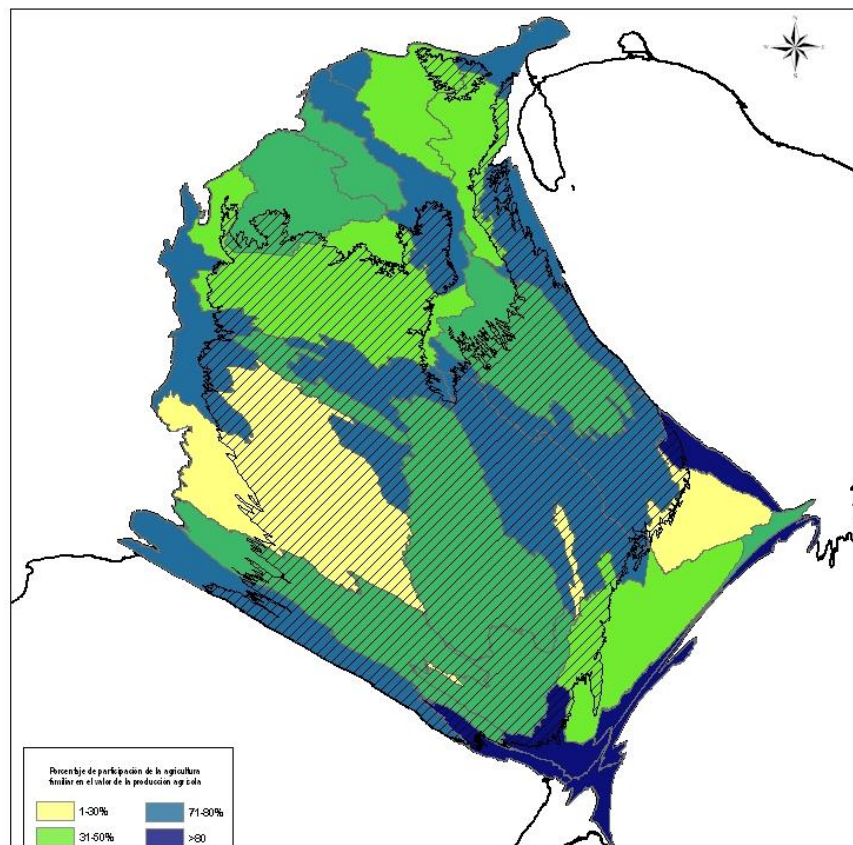 N
W
E
S
Porcentaje de participación de la agricultura
familiar en el valor de la producción agrícola
1-30%
71-80%
31-50%
>80